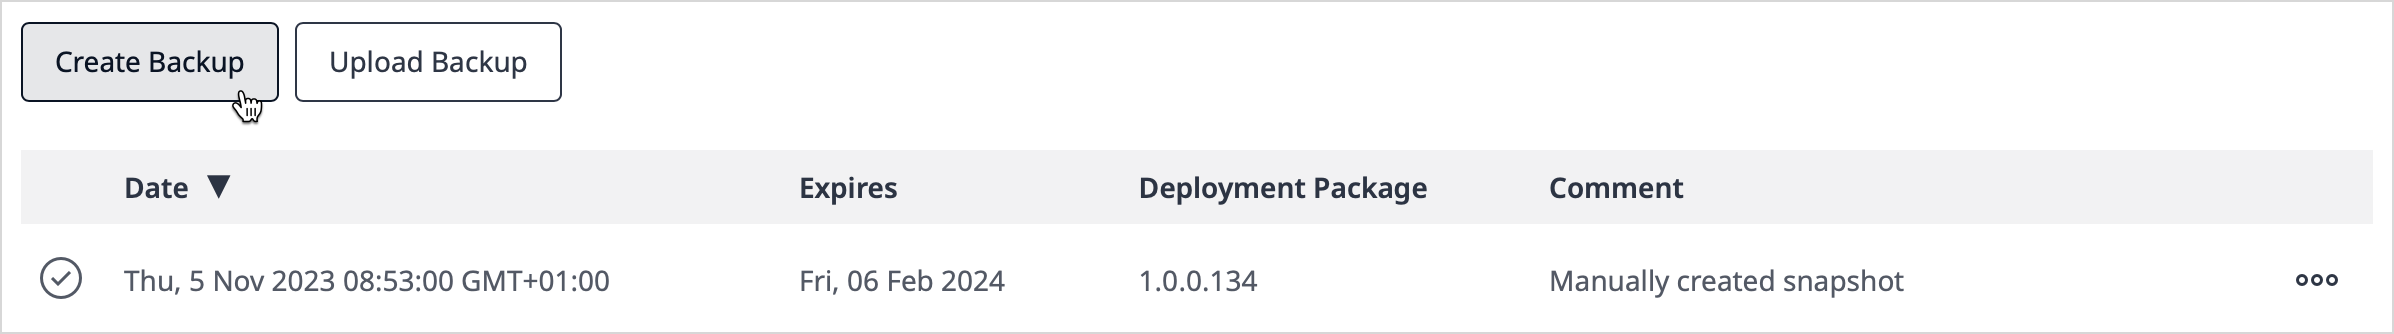 Create Backup Upload Backup
Date ▼ Expires Deployment Package Comment
Thu, 5 Nov 2023 08:53:00 GMT+01:00 Fri, 06 Feb 2024 1.0.0.134 Manually created snapshot